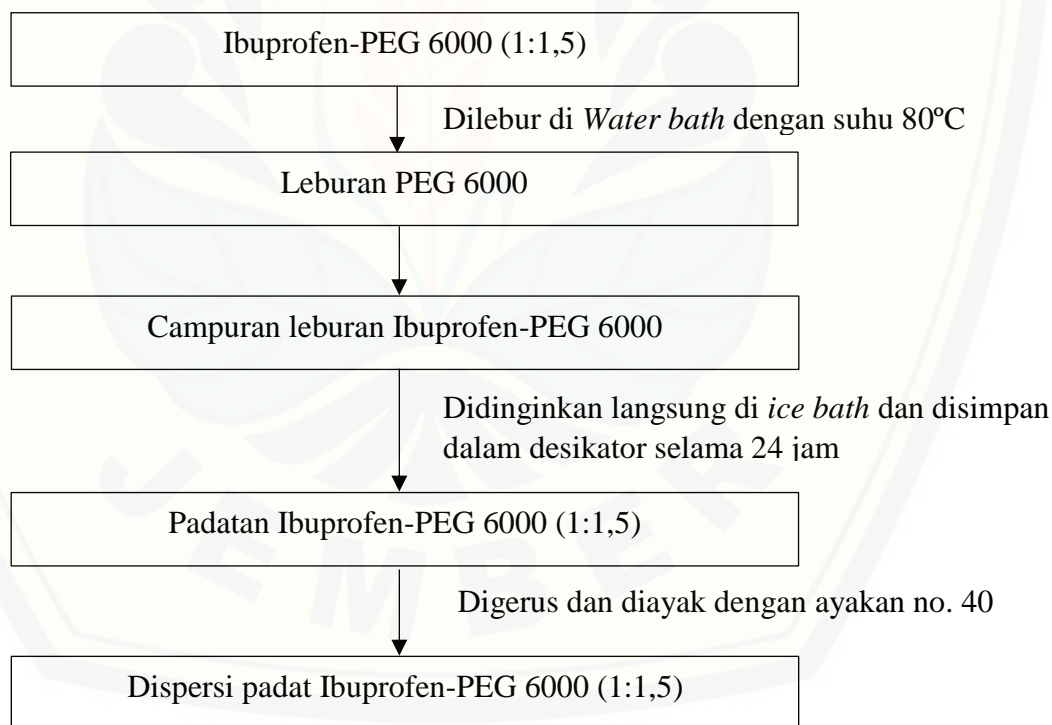 Ibuprofen-PEG 6000 (1:1,5)
Dilebur di Water bath dengan suhu 80ºC
Leburan PEG 6000
Campuran leburan Ibuprofen-PEG 6000
Didinginkan langsung di ice bath dan disimpan
dalam desikator selama 24 jam
Padatan Ibuprofen-PEG 6000 (1:1,5)
JEMBER
Digerus dan diayak dengan ayakan no. 40
Dispersi padat Ibuprofen-PEG 6000 (1:1,5)